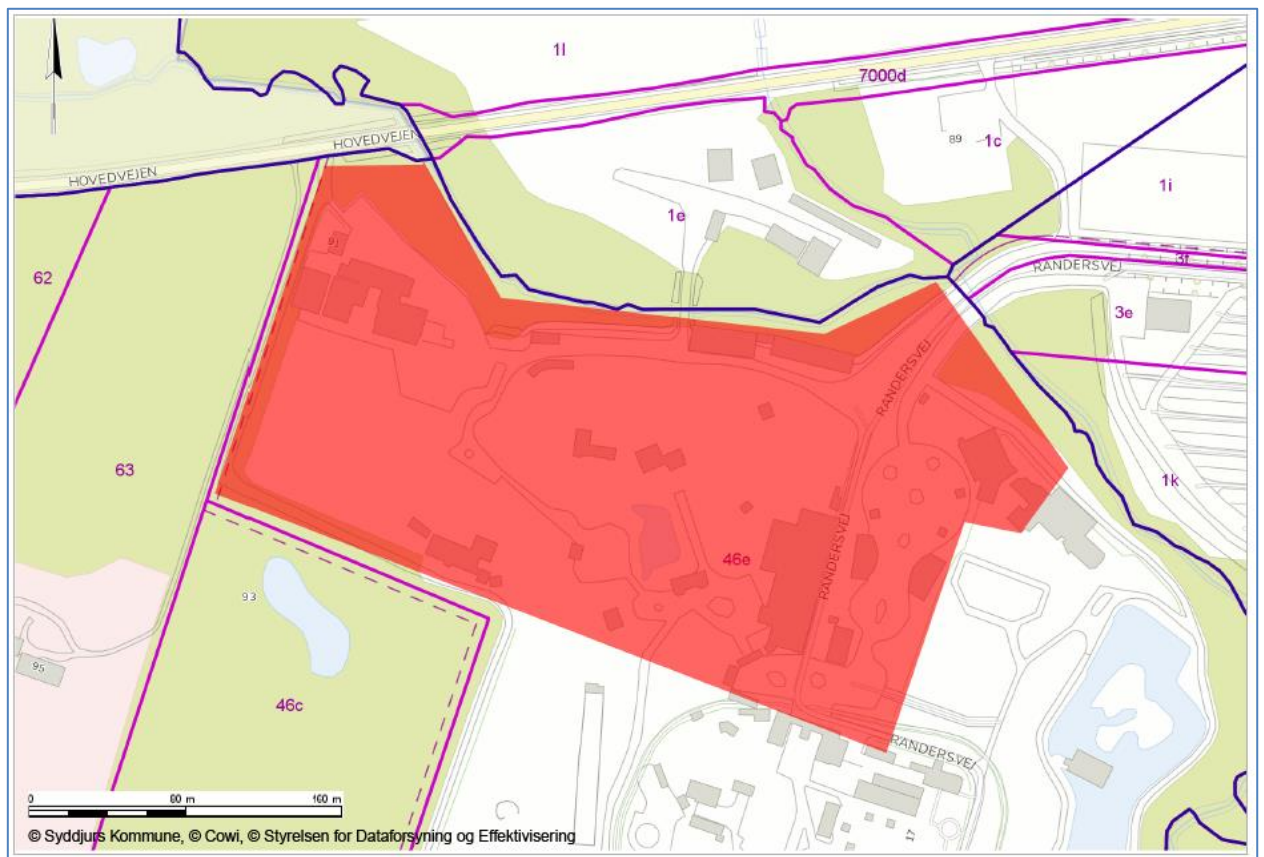 1l
7000d
HOVEDVEJEN
HOVEDVEJEN
89
1c
1i
1e
62
91
3f
RANDERSVEJ
3e
RANDERSVEJ
63
1k
46e
RANDERSVEJ
93
95
46c
RANDERSVEJ
17
0 80 m 160 m
© Syddjurs Kommune, © Cowi, © Styrelsen for Dataforsyning og Effektivisering